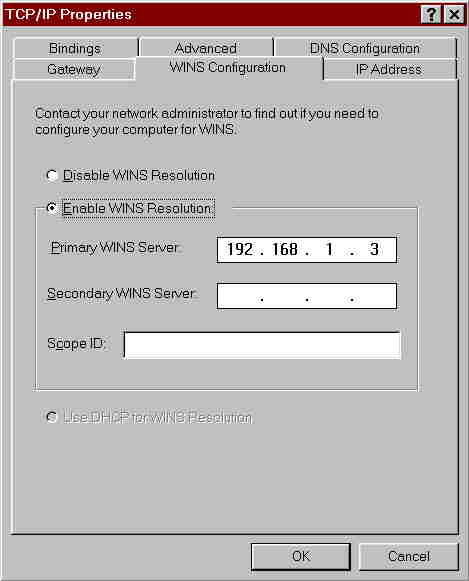 TCP/IP Properties
Bindings Advanced DNS Configuration
Gateway WINS Configuration IP Address
Contact your network administrator to find out if you need to
configure your computer for WINS.
Disable WINS Resolution
Enable WINS Resolution:
Primary WINS Server: 192 . 168 . 1 . 3
Secondary WINS Server: . . .
Scope ID:
Use DHCP for WINS Resolution
OK Cancel